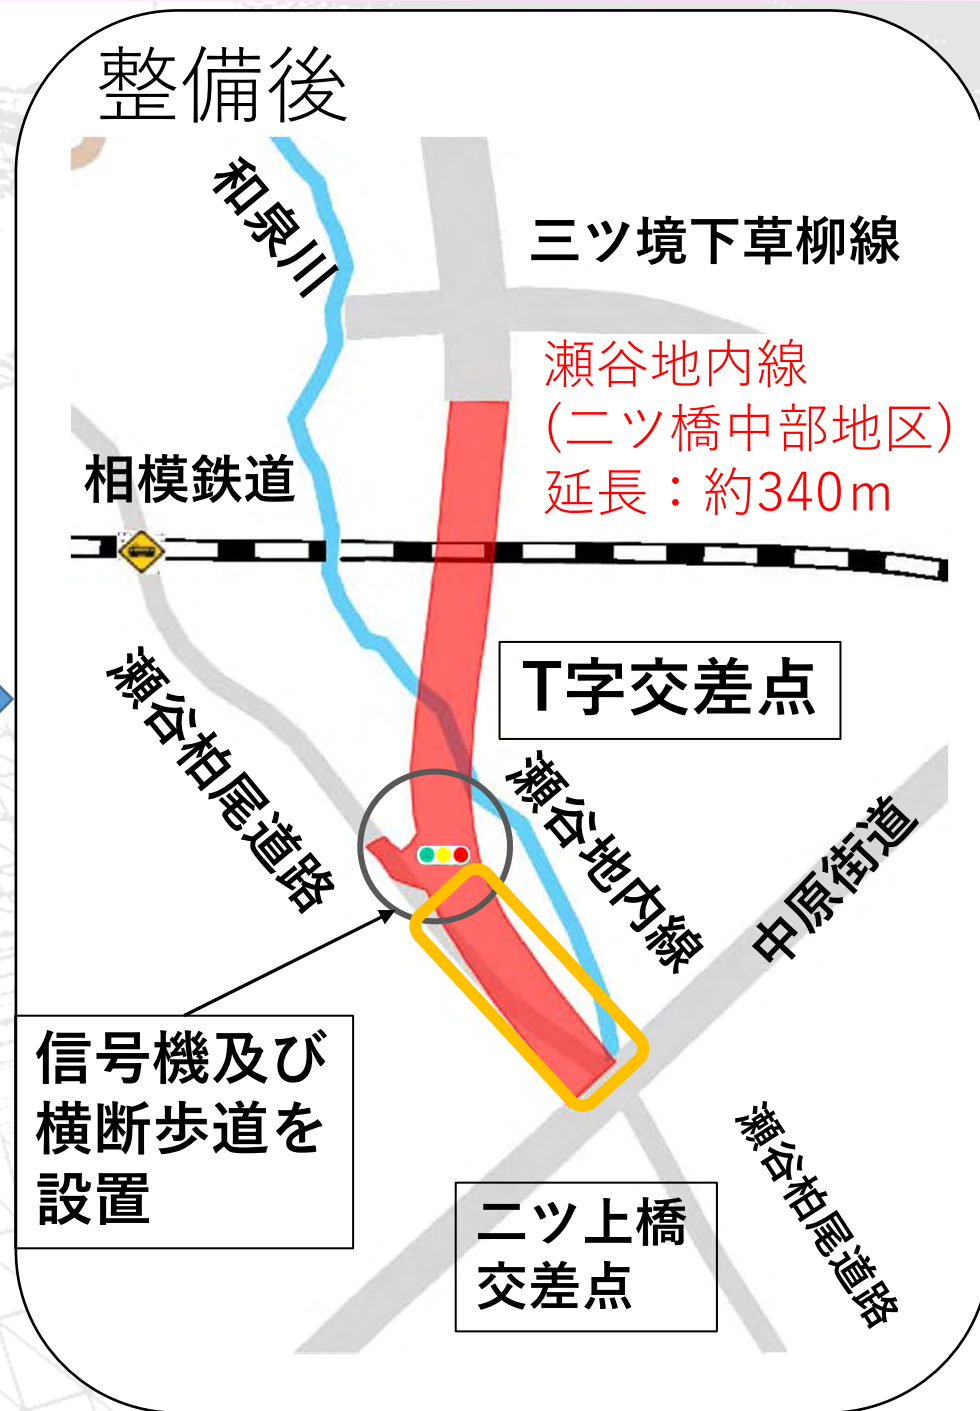 整備後
和泉川
三ツ境下草柳線
瀬谷地内線
(二ツ橋中部地区)
延長：約340ｍ
相模鉄道
T字交差点
瀬谷柏尾道路
瀬谷地内線
中原街道
信号機及び
横断歩道を
設置
二ツ上橋
交差点
瀬谷柏尾道路